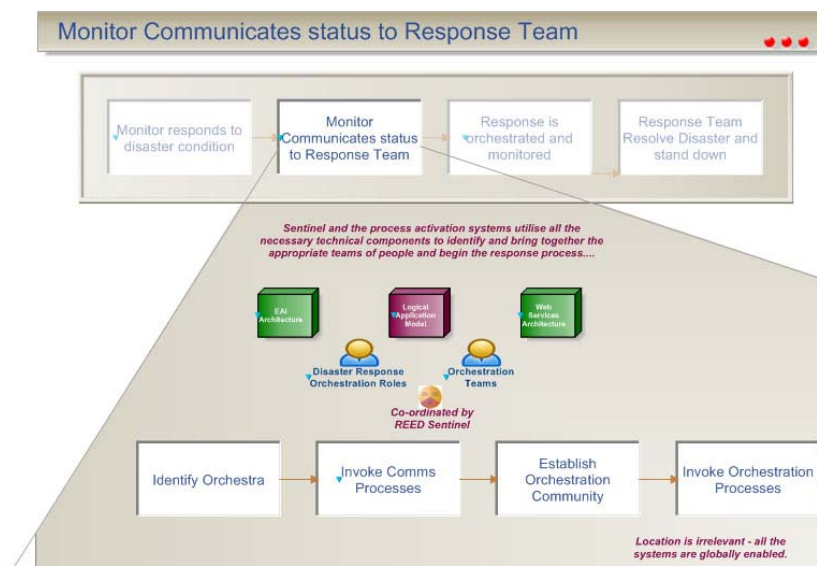 Monitor Communicates status to Response Team
Monitor responds to
disaster condition
Monitor
Communicates status
to Response Team
Response is
orchestrated and
monitored
Response Team
Resolve Disaster and
stand down
Sentinel and the process activation systems utilise all the
necessary technical components to identify and bring together the
appropriate teams of people and begin the response process....
EAI
Architecture
Logical
Application
Model
Web
Services
Architecture
Disaster Response
Orchestration Roles
Orchestration
Teams
Co-ordinated by
REED Sentinel
Identify Orchestra
Invoke Comms
Processes
Establish
Orchestration
Community
Invoke Orchestration
Processes
Location is irrelevant - all the
systems are globally enabled.